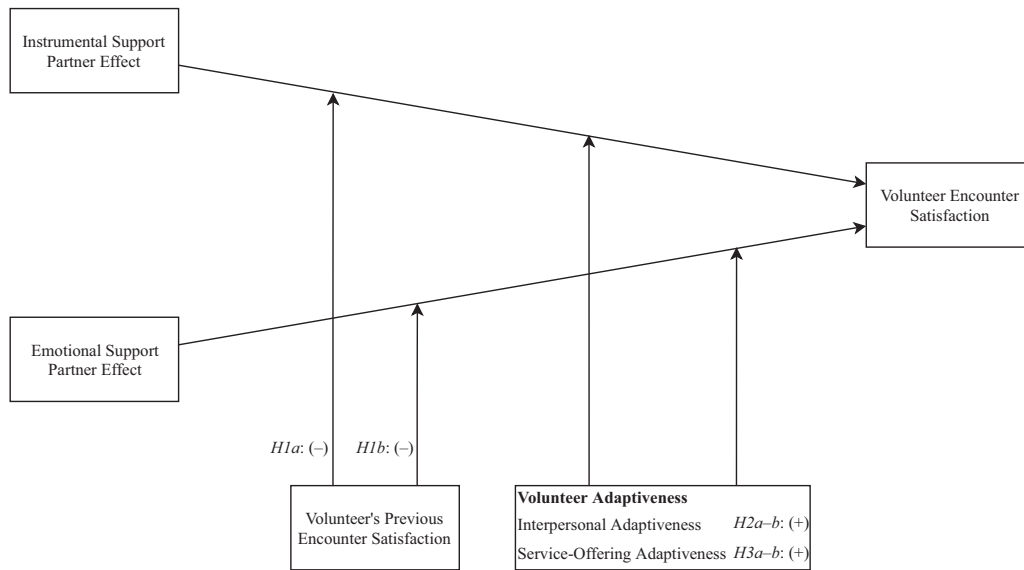 Instrumental Support
Partner Effect
Volunteer Encounter
Satisfaction
Emotional Support
Partner Effect
H1a: (–)
H1b: (–)
Volunteer's Previous
Encounter Satisfaction
Volunteer Adaptiveness
Interpersonal Adaptiveness H2a–b: (+)
Service-Offering Adaptiveness H3a–b: (+)